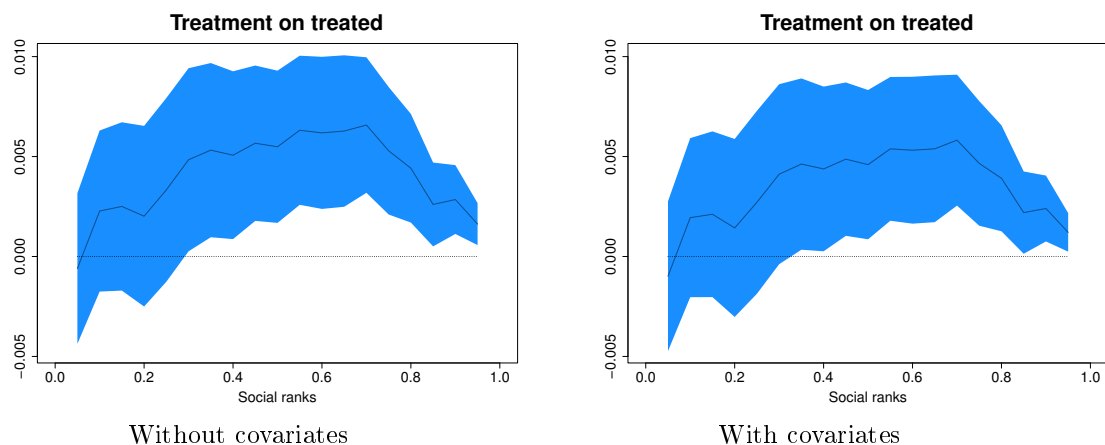 Treatment on treated
0.010
0.005
0.000
−0.005
0.0 0.2 0.4 0.6 0.8 1.0
Social ranks
Without covariates
Treatment on treated
0.010
0.005
0.000
−0.005
0.0 0.2 0.4 0.6 0.8 1.0
Social ranks
With covariates